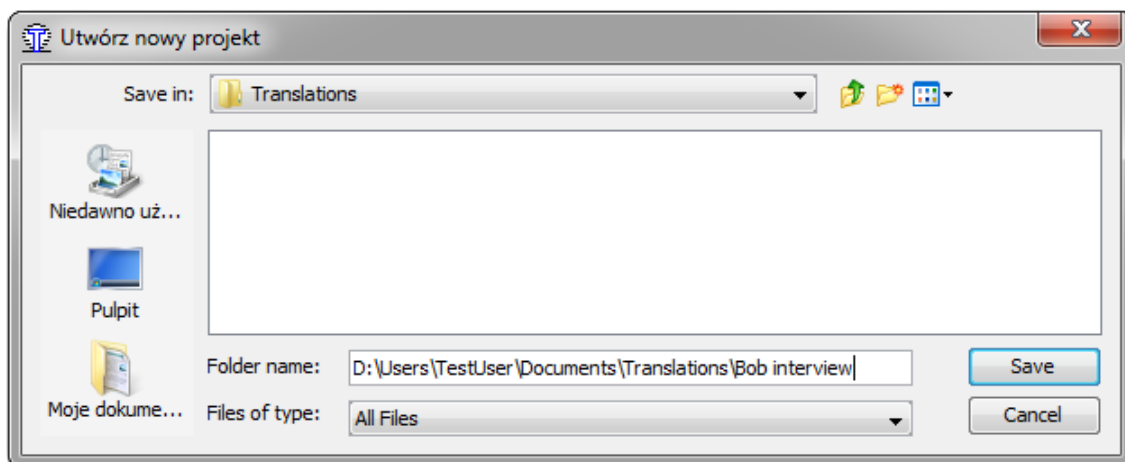 Utwórz nowy projekt
Save in: Translations
Niedawno uż...
Pulpit
Moje dokume...
Folder name: D:\Users\TestUser\Documents\Translations\Bob interview Save
Files of type: All Files Cancel